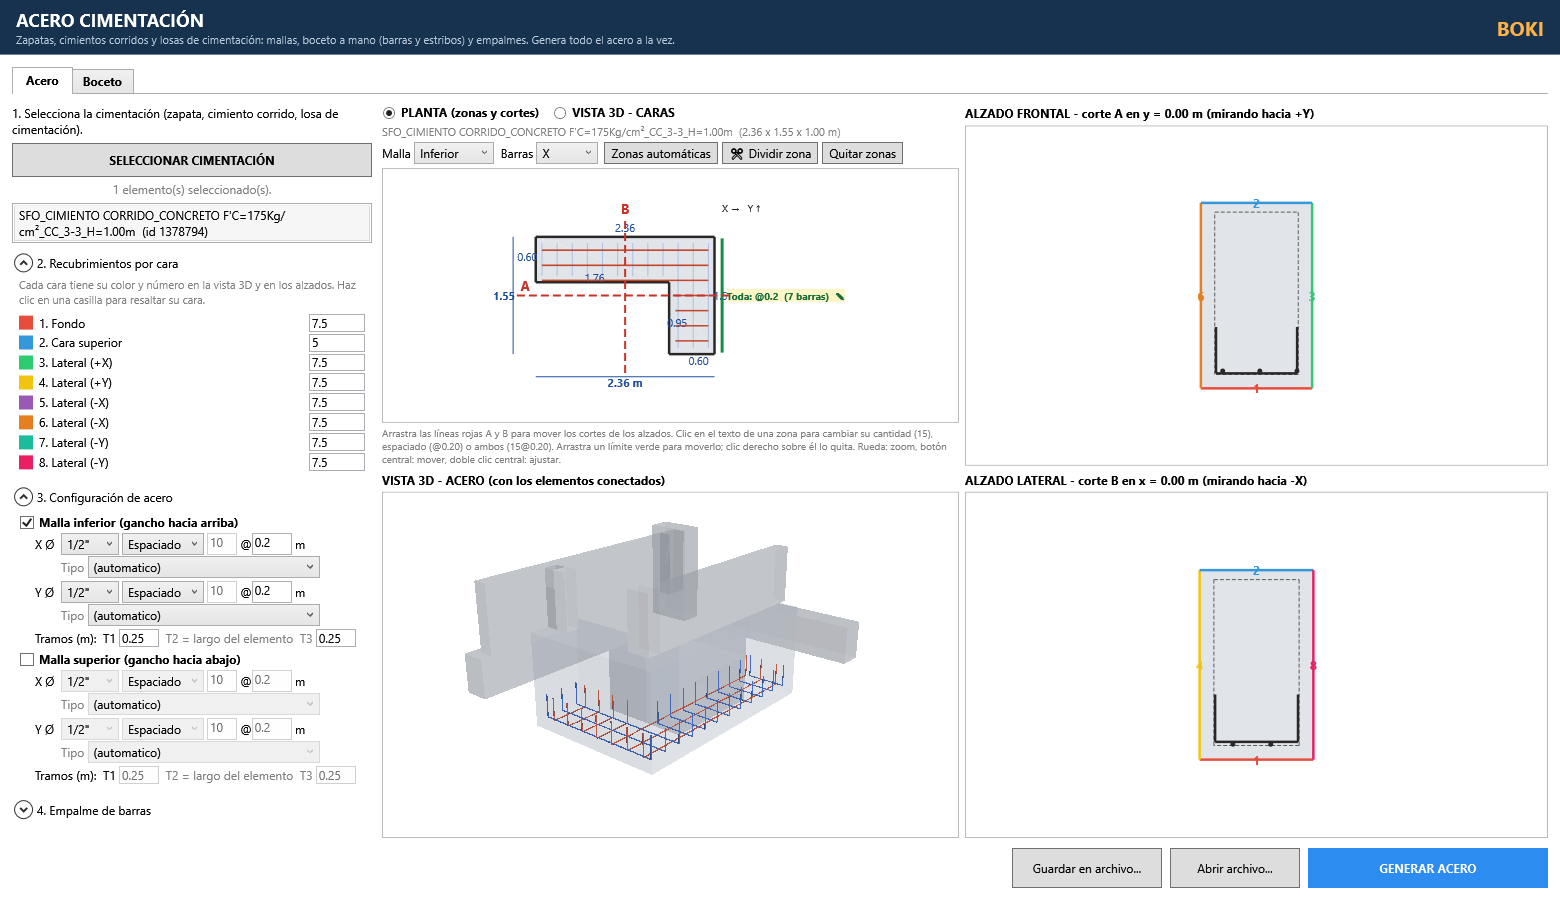 ACERO CIMENTACIÓN
Zapatas, cimientos corridos y losas de cimentación: mallas, boceto a mano (barras y estribos) y empalmes. Genera todo el acero a la vez.
BOKI
Acero
Boceto
1. Selecciona la cimentación (zapata, cimiento corrido, losa de
cimentación).
SELECCIONAR CIMENTACIÓN
1 elemento(s) seleccionado(s).
SFO_CIMIENTO CORRIDO_CONCRETO F'C=175Kg/
cm²_CC_3-3_H=1.00m (id 1378794)
2. Recubrimientos por cara
Cada cara tiene su color y número en la vista 3D y en los alzados. Haz
clic en una casilla para resaltar su cara.
1. Fondo 7.5
2. Cara superior 5
3. Lateral (+X) 7.5
4. Lateral (+Y) 7.5
5. Lateral (-X) 7.5
6. Lateral (-X) 7.5
7. Lateral (-Y) 7.5
8. Lateral (-Y) 7.5
3. Configuración de acero
Malla inferior (gancho hacia arriba)
X Ø 1/2" Espaciado 10 @ 0.2 m
Tipo (automatico)
Y Ø 1/2" Espaciado 10 @ 0.2 m
Tipo (automatico)
Tramos (m): T1 0.25 T2 = largo del elemento T3 0.25
Malla superior (gancho hacia abajo)
X Ø 1/2" Espaciado 10 @ 0.2 m
Tipo (automatico)
Y Ø 1/2" Espaciado 10 @ 0.2 m
Tipo (automatico)
Tramos (m): T1 0.25 T2 = largo del elemento T3 0.25
4. Empalme de barras
PLANTA (zonas y cortes) VISTA 3D - CARAS
SFO_CIMIENTO CORRIDO_CONCRETO F'C=175Kg/cm²_CC_3-3_H=1.00m (2.36 x 1.55 x 1.00 m)
Malla Inferior Barras X Zonas automáticas Dividir zona Quitar zonas
B
X → Y ↑
2.36
0.60
1.76
A
1.55
Toda: @0.2 (7 barras)
0.95
0.60
2.36 m
Arrastra las líneas rojas A y B para mover los cortes de los alzados. Clic en el texto de una zona para cambiar su cantidad (15),
espaciado (@0.20) o ambos (15@0.20). Arrastra un límite verde para moverlo; clic derecho sobre él lo quita. Rueda: zoom, botón
central: mover, doble clic central: ajustar.
VISTA 3D - ACERO (con los elementos conectados)
ALZADO FRONTAL - corte A en y = 0.00 m (mirando hacia +Y)
2
6
3
1
ALZADO LATERAL - corte B en x = 0.00 m (mirando hacia -X)
2
4
8
1
Guardar en archivo...
Abrir archivo...
GENERAR ACERO